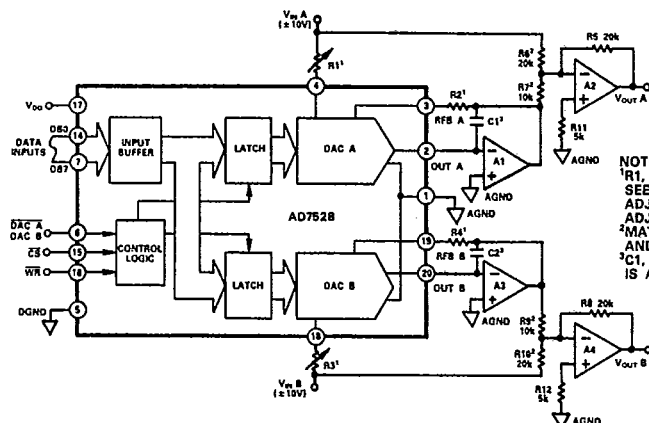 VIN A
(±10V)
R1¹
R6²
20k
R7²
10k
R5 20k
A2
VOUT A
R11
5k
AGND
VDD
17
4
3
R2¹
RFB A
C1³
DATA
INPUTS
DB0
14
7
DB7
INPUT
BUFFER
LATCH
DAC A
2
OUT A
A1
AGND
1
AGND
AD7528
DAC A
DAC B
6
CS
15
WR
16
CONTROL
LOGIC
LATCH
DAC B
19
R4¹
RFB B
C2³
20
OUT B
A3
AGND
DGND
5
18
R3¹
VIN B
(±10V)
R9²
10k
R10²
20k
R8 20k
A4
VOUT B
R12
5k
AGND
NOT
¹R1,
SEE
ADJ
ADJ
²MAT
AND
³C1,
IS A